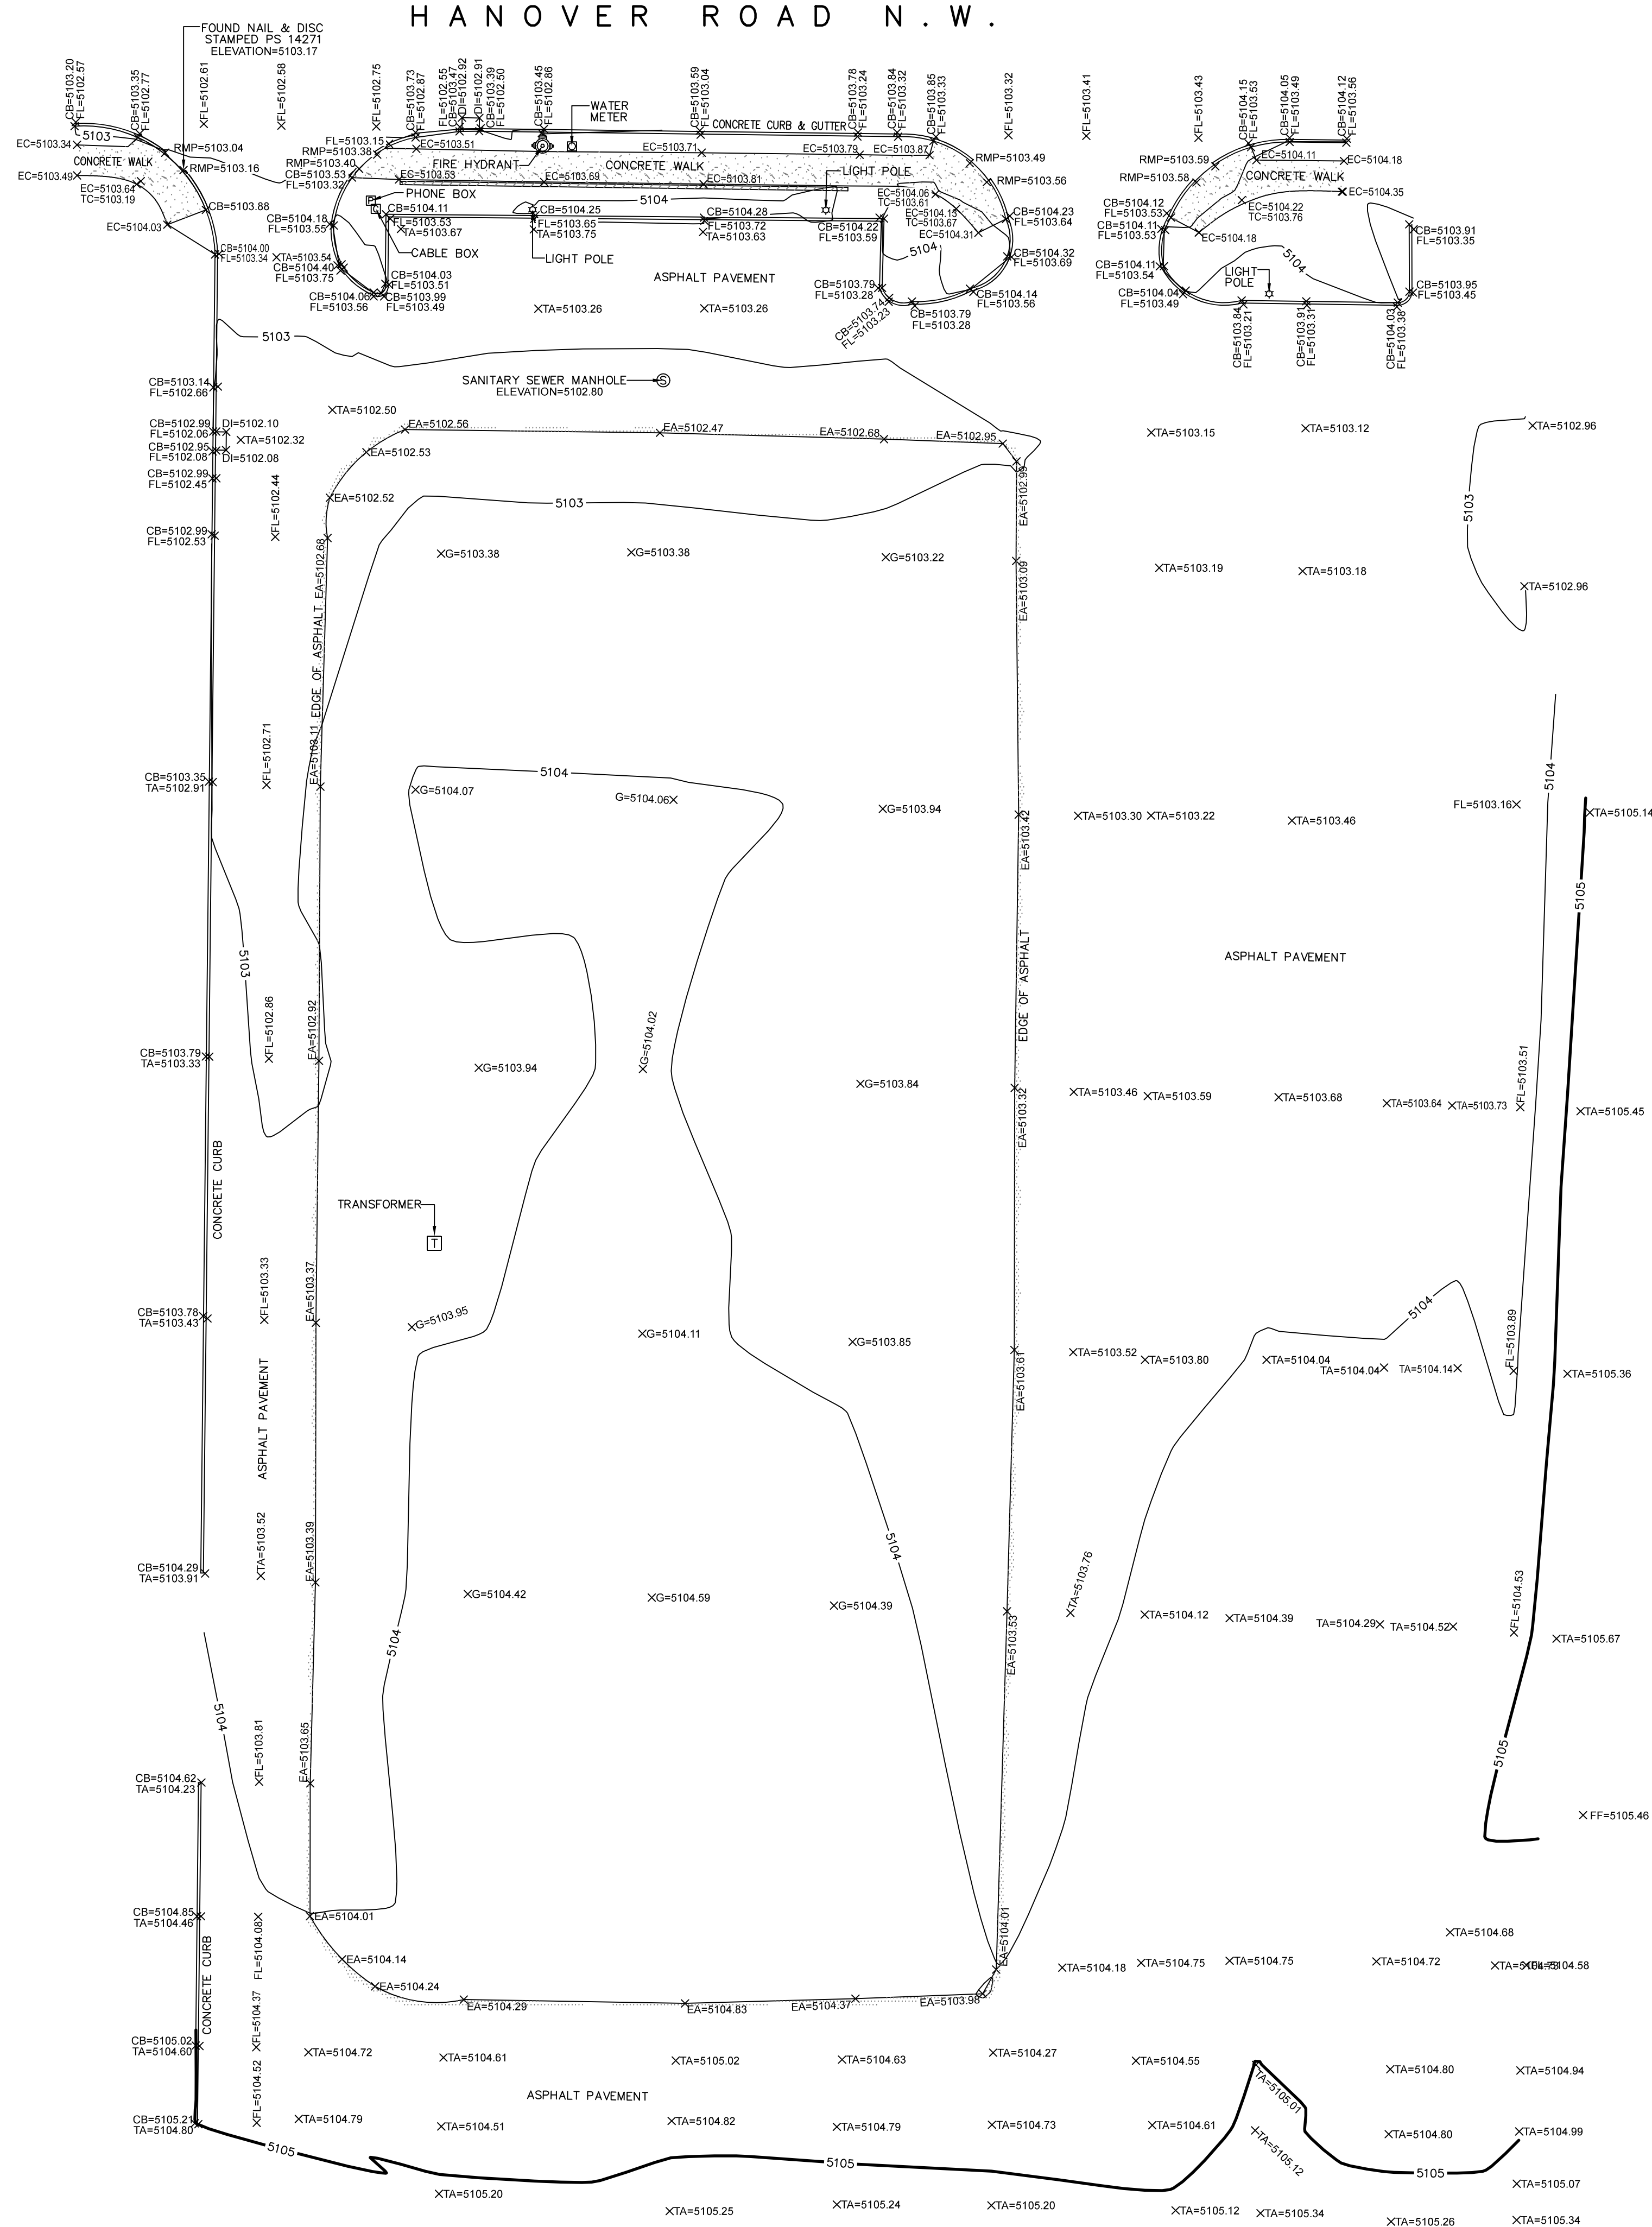 HANOVER ROAD N.W.
FOUND NAIL & DISC
STAMPED PS 14271
ELEVATION=5103.17
CB=5103.20
FL=5102.57
CB=5103.35
FL=5102.77
FL=5102.61
FL=5102.58
FL=5102.75
CB=5103.73
FL=5102.87
FL=5102.55
CB=5103.47
DI=5102.92
DI=5102.91
CB=5103.39
FL=5102.50
CB=5103.45
FL=5102.86
WATER
METER
CB=5103.59
FL=5103.04
CONCRETE CURB & GUTTER
CB=5103.78
FL=5103.24
CB=5103.84
FL=5103.32
CB=5103.85
FL=5103.33
FL=5103.32
FL=5103.41
FL=5103.43
CB=5104.15
FL=5103.53
CB=5104.05
FL=5103.49
CB=5104.12
FL=5103.56
5103
EC=5103.34
RMP=5103.04
CONCRETE WALK
RMP=5103.16
EC=5103.49
EC=5103.64
TC=5103.19
CB=5103.88
EC=5104.03
CB=5104.00
FL=5103.34
FL=5103.15
RMP=5103.38
EC=5103.51
RMP=5103.40
CB=5103.53
FL=5103.32
FIRE HYDRANT
EC=5103.53
EC=5103.69
EC=5103.71
CONCRETE WALK
EC=5103.81
EC=5103.79
EC=5103.87
LIGHT POLE
RMP=5103.49
RMP=5103.56
PHONE BOX
5104
EC=5104.06
TC=5103.61
EC=5104.15
TC=5103.67
EC=5104.31
CB=5104.23
FL=5103.64
CB=5104.18
FL=5103.55
CB=5104.11
FL=5103.53
TA=5103.67
CB=5104.25
FL=5103.65
TA=5103.75
CB=5104.28
FL=5103.72
TA=5103.63
CB=5104.22
FL=5103.59
5104
CB=5104.32
FL=5103.69
CABLE BOX
LIGHT POLE
TA=5103.54
CB=5104.40
FL=5103.75
CB=5104.03
FL=5103.51
CB=5104.06
FL=5103.56
CB=5103.99
FL=5103.49
ASPHALT PAVEMENT
TA=5103.26
TA=5103.26
CB=5103.79
FL=5103.28
CB=5103.74
FL=5103.23
CB=5103.79
FL=5103.28
CB=5104.14
FL=5103.56
RMP=5103.59
RMP=5103.58
EC=5104.11
EC=5104.18
CONCRETE WALK
EC=5104.35
CB=5104.12
FL=5103.53
EC=5104.22
TC=5103.76
CB=5104.11
FL=5103.53
EC=5104.18
CB=5103.91
FL=5103.35
CB=5104.11
FL=5103.54
LIGHT
POLE
5104
CB=5104.04
FL=5103.49
CB=5103.95
FL=5103.45
CB=5103.84
FL=5103.21
CB=5103.91
FL=5103.31
CB=5104.03
FL=5103.38
5103
SANITARY SEWER MANHOLE
S
ELEVATION=5102.80
CB=5103.14
FL=5102.66
TA=5102.50
CB=5102.99
FL=5102.06
DI=5102.10
TA=5102.32
CB=5102.95
FL=5102.08
DI=5102.08
CB=5102.99
FL=5102.45
FL=5102.44
CB=5102.99
FL=5102.53
EA=5102.56
EA=5102.53
EA=5102.52
EA=5102.47
EA=5102.68
EA=5102.95
EA=5102.99
EA=5102.68
5103
G=5103.38
G=5103.38
G=5103.22
EA=5103.09
TA=5103.15
TA=5103.12
TA=5102.96
5103
TA=5103.19
TA=5103.18
TA=5102.96
EDGE OF ASPHALT
CB=5103.35
TA=5102.91
FL=5102.71
EA=5103.11
5104
G=5104.07
G=5104.06
G=5103.94
EA=5103.42
TA=5103.30
TA=5103.22
TA=5103.46
FL=5103.16
5104
TA=5105.14
5105
5103
EDGE OF ASPHALT
ASPHALT PAVEMENT
CB=5103.79
TA=5103.33
FL=5102.86
EA=5102.92
G=5103.94
G=5104.02
G=5103.84
EA=5103.32
TA=5103.46
TA=5103.59
TA=5103.68
TA=5103.64
TA=5103.73
FL=5103.51
TA=5105.45
CONCRETE CURB
TRANSFORMER
T
CB=5103.78
TA=5103.43
FL=5103.33
EA=5103.37
G=5103.95
G=5104.11
G=5103.85
EA=5103.61
TA=5103.52
TA=5103.80
TA=5104.04
TA=5104.04
TA=5104.14
5104
FL=5103.89
TA=5105.36
ASPHALT PAVEMENT
CB=5104.29
TA=5103.91
TA=5103.52
EA=5103.39
G=5104.42
G=5104.59
G=5104.39
5104
EA=5103.53
TA=5103.76
TA=5104.12
TA=5104.39
TA=5104.29
TA=5104.52
FL=5104.53
TA=5105.67
5104
5104
CB=5104.62
TA=5104.23
FL=5103.81
EA=5103.65
5105
FF=5105.46
CB=5104.85
TA=5104.46
FL=5104.08
EA=5104.01
EA=5104.14
EA=5104.24
EA=5104.29
EA=5104.83
EA=5104.37
EA=5103.98
EA=5104.01
TA=5104.18
TA=5104.75
TA=5104.75
TA=5104.72
TA=5104.68
FL=5104.58
CONCRETE CURB
FL=5104.37
CB=5105.02
TA=5104.60
TA=5104.72
TA=5104.61
TA=5105.02
TA=5104.63
TA=5104.27
TA=5104.55
TA=5105.01
TA=5104.80
TA=5104.94
ASPHALT PAVEMENT
FL=5104.52
CB=5105.21
TA=5104.80
TA=5104.79
TA=5104.51
TA=5104.82
TA=5104.79
TA=5104.73
TA=5104.61
TA=5105.12
TA=5104.80
TA=5104.99
5105
5105
5105
TA=5105.20
TA=5105.25
TA=5105.24
TA=5105.20
TA=5105.12
TA=5105.34
TA=5105.26
TA=5105.07
TA=5105.34